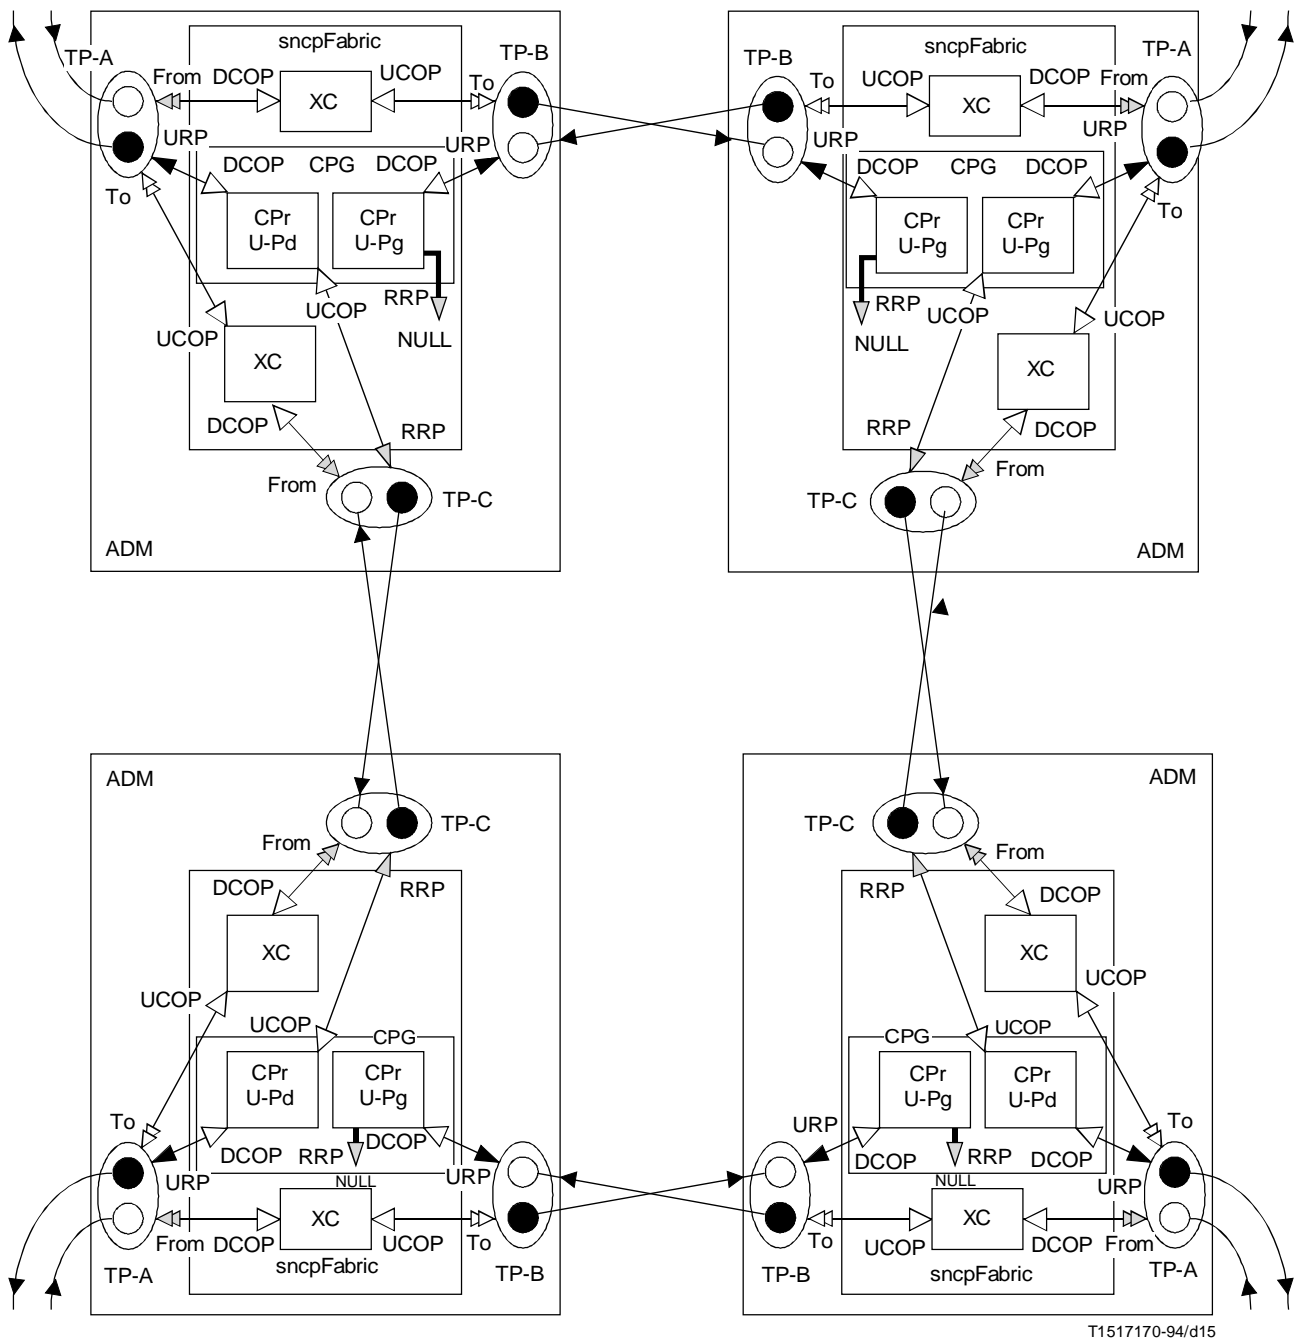 sncpFabric
TP-A
TP-B
From
DCOP
UCOP
To
XC
URP
DCOP
CPG
DCOP
URP
CPr
U-Pd
CPr
U-Pg
To
UCOP
RRP
NULL
UCOP
XC
DCOP
RRP
From
TP-C
ADM
sncpFabric
TP-B
TP-A
To
UCOP
DCOP
From
XC
URP
URP
DCOP
CPG
DCOP
CPr
U-Pg
CPr
U-Pg
To
RRP
UCOP
UCOP
NULL
XC
RRP
DCOP
From
TP-C
ADM
ADM
TP-C
From
DCOP
RRP
XC
UCOP
UCOP
CPG
CPr
U-Pd
CPr
U-Pg
To
DCOP
DCOP
RRP
URP
URP
NULL
XC
From
DCOP
UCOP
To
TP-A
sncpFabric
TP-B
ADM
TP-C
From
RRP
DCOP
XC
UCOP
CPG
UCOP
CPr
U-Pg
CPr
U-Pd
URP
To
DCOP
RRP
DCOP
NULL
URP
XC
To
UCOP
DCOP
From
TP-B
sncpFabric
TP-A
T1517170-94/d15